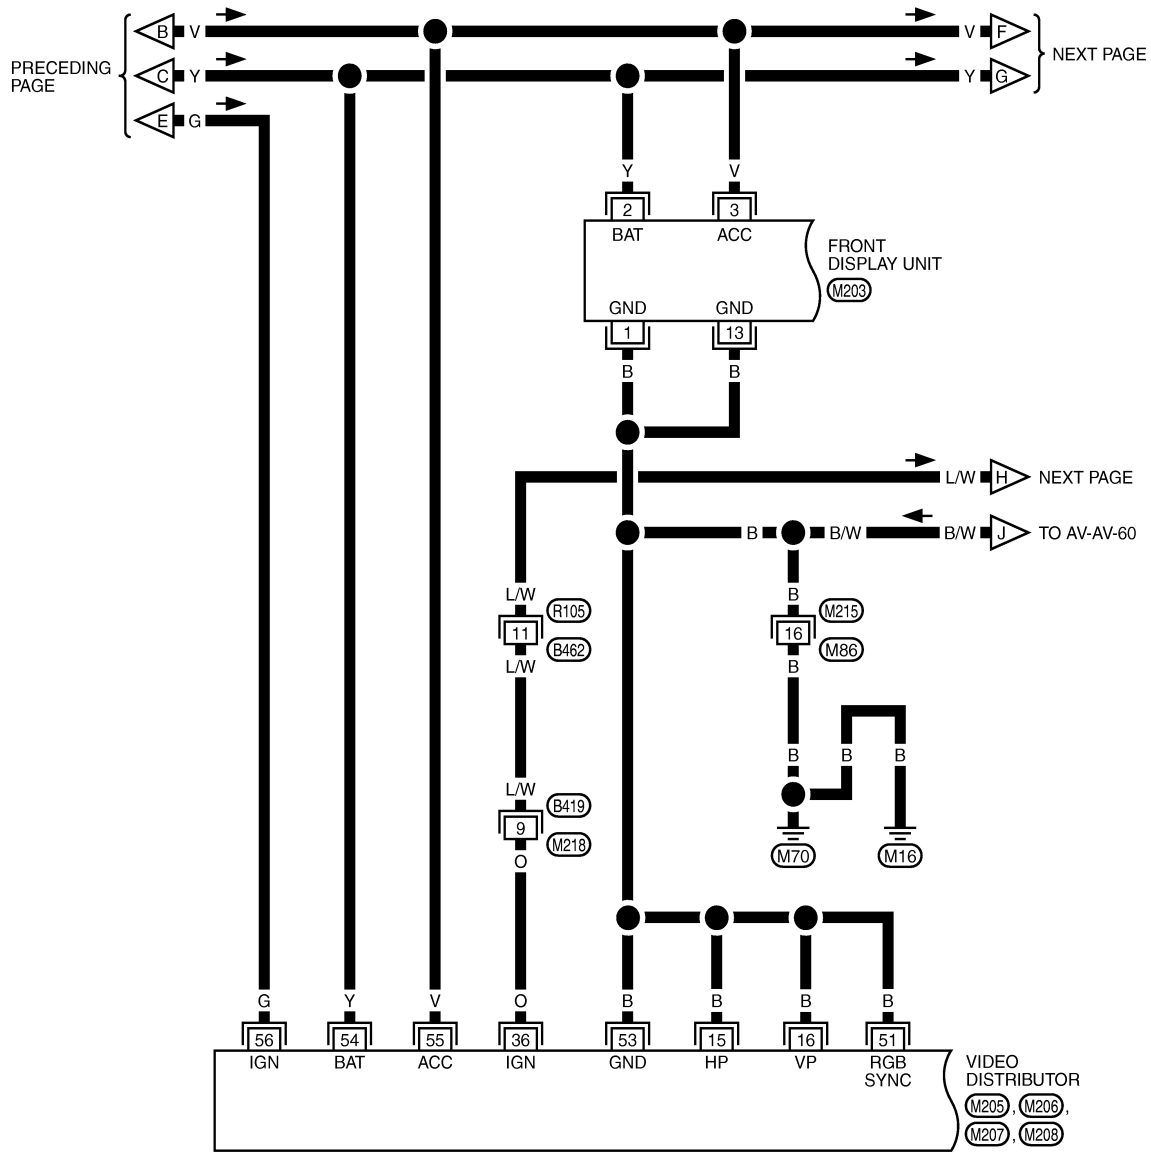 B V V F
PRECEDING
PAGE
C Y Y G
NEXT PAGE
E G
Y V
2 3
BAT ACC
FRONT
DISPLAY UNIT
M203
GND GND
1 13
B B
L/W H NEXT PAGE
B B/W B/W J TO AV-AV-60
L/W R105 B M215
11 16
B462 M86
L/W B
B B B
L/W B419
9
M218
O
M70 M16
G Y V O B B B B
56 54 55 36 53 15 16 51
IGN BAT ACC IGN GND HP VP RGB
SYNC
VIDEO
DISTRIBUTOR
M205 , M206 ,
M207 , M208